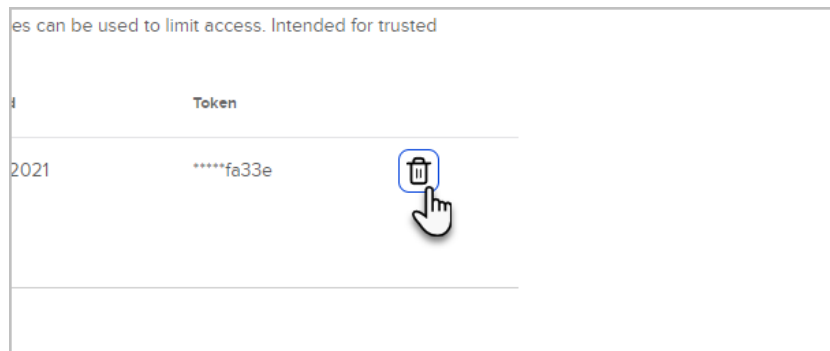 es can be used to limit access. Intended for trusted
Token
2021 *****fa33e